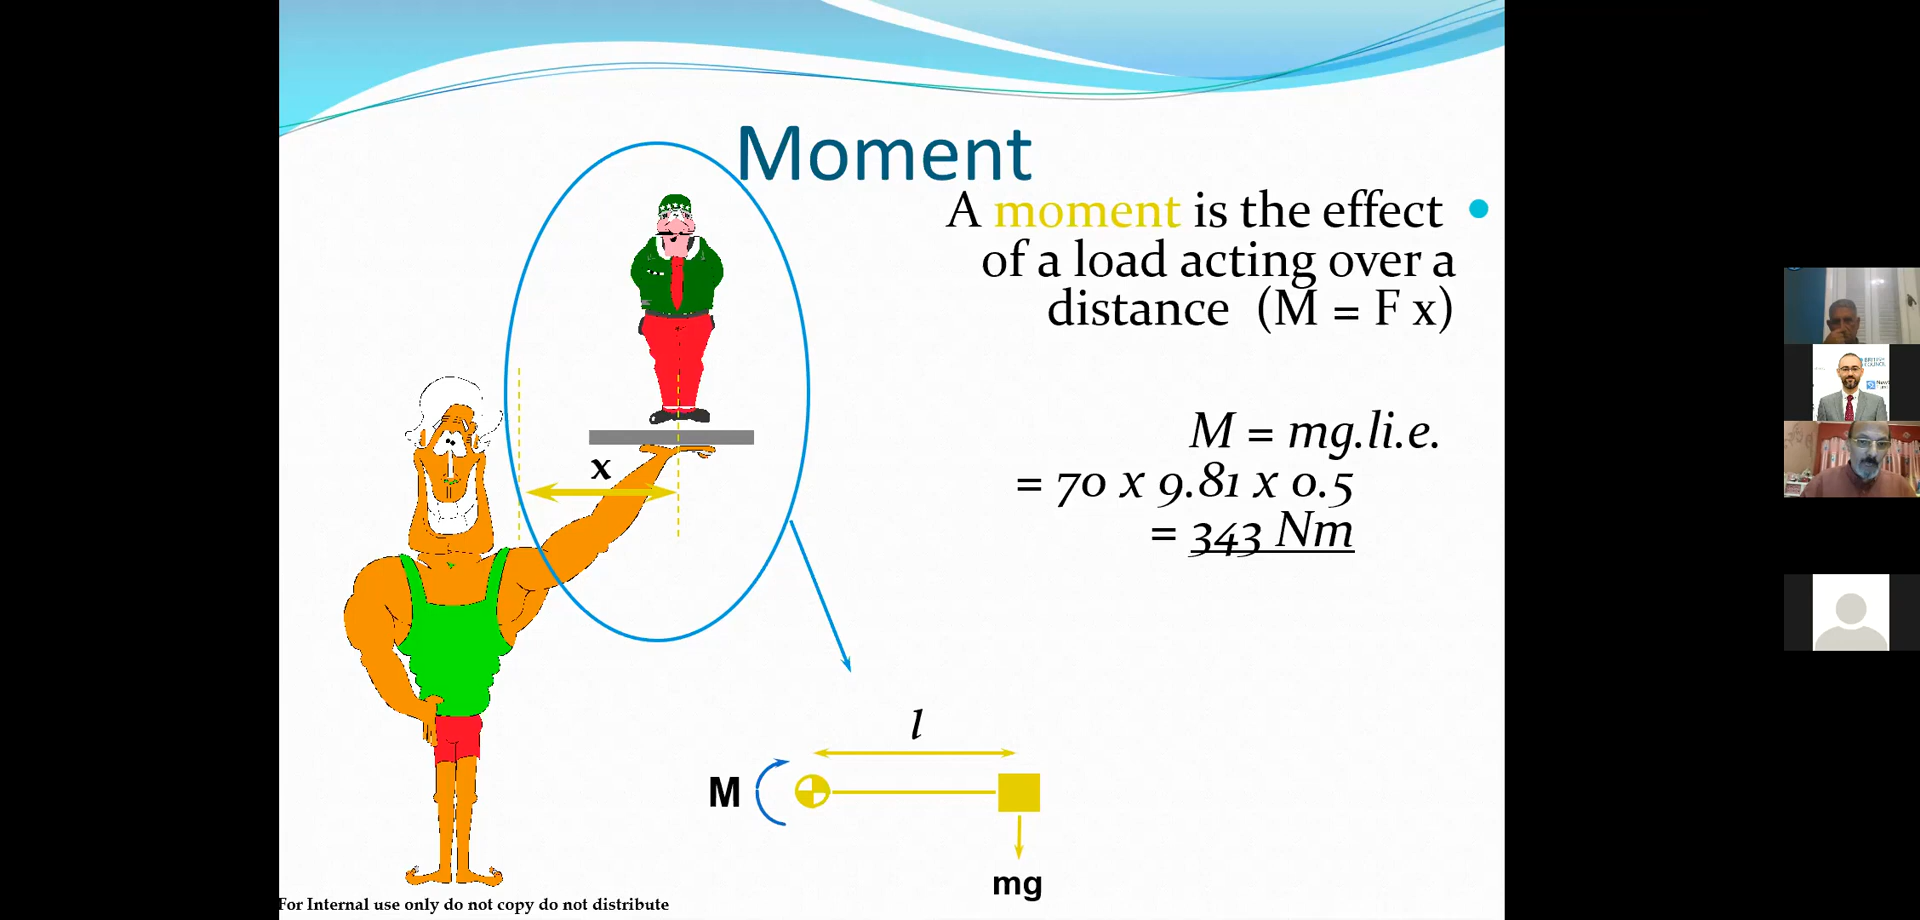 Moment
A moment is the effect
of a load acting over a
distance (M = F x)
M = mg.li.e.
= 70 x 9.81 x 0.5
= 343 Nm
x
l
M
mg
For Internal use only do not copy do not distribute